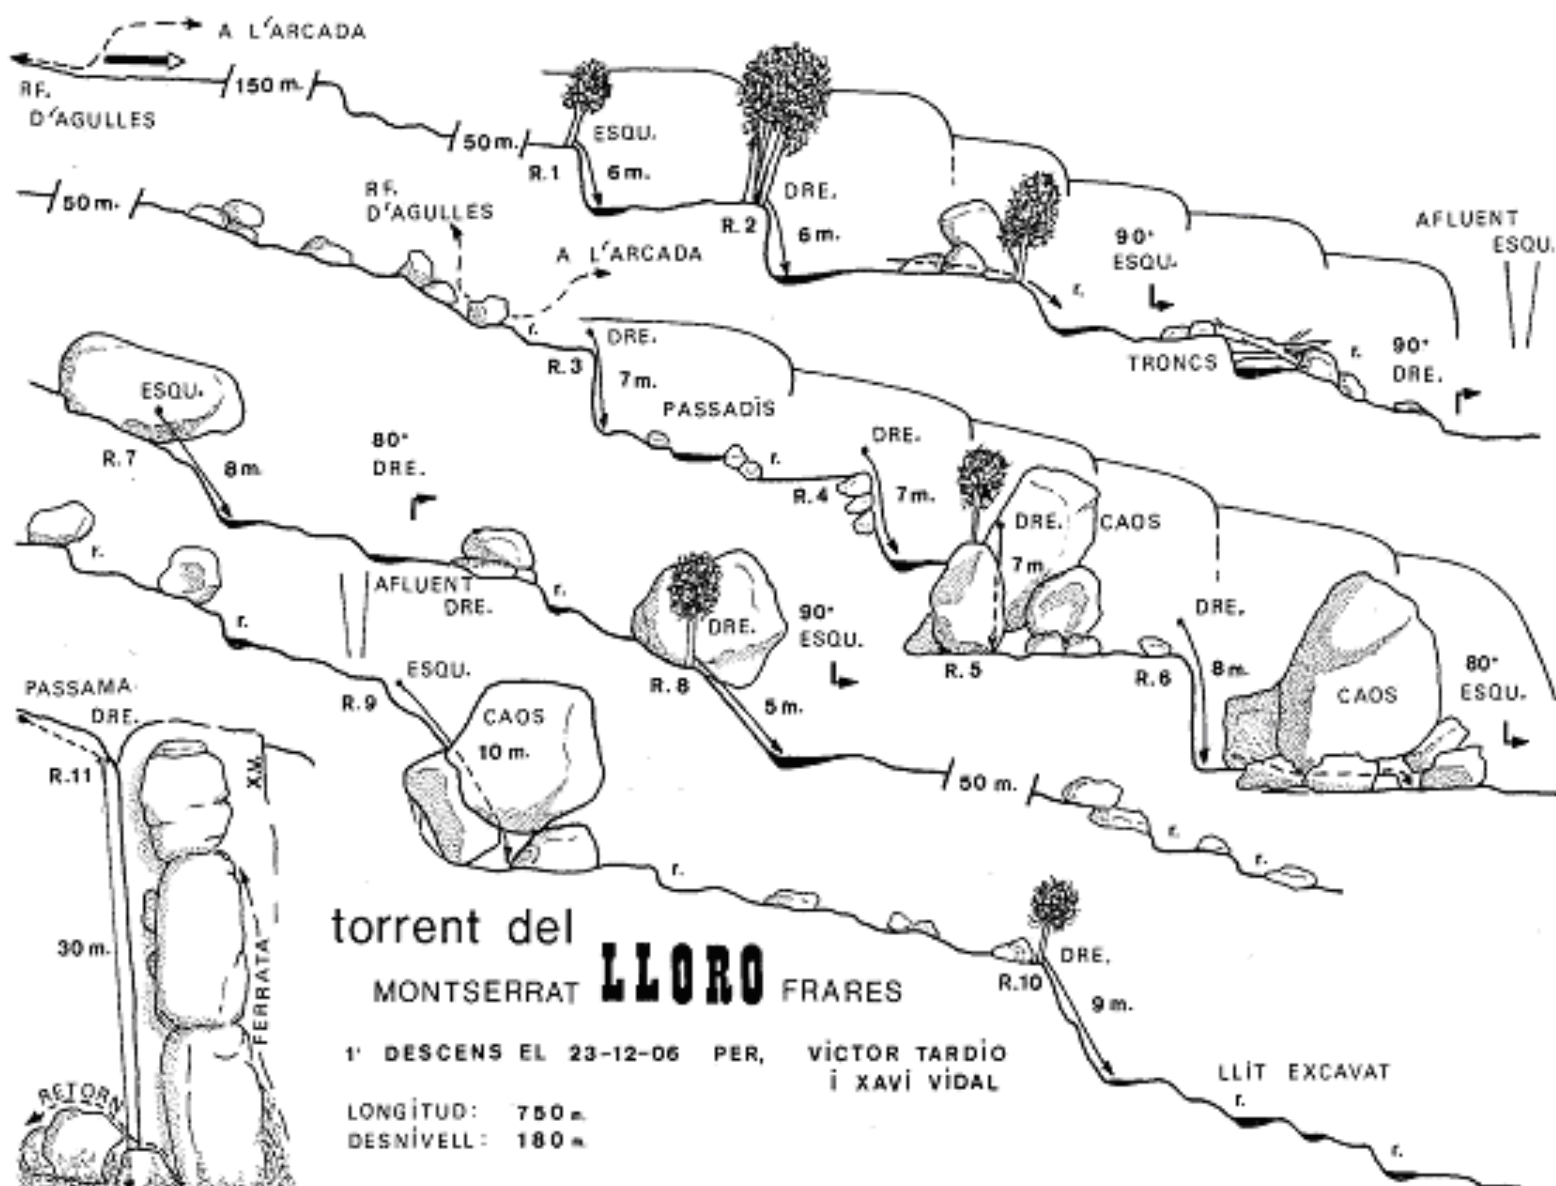 A L'ARCADA
RF.
D'AGULLES
150 m.
50 m.
R.1
ESQU.
6 m.
R.2
DRE.
6 m.
r.
90°
ESQU.
TRONCS
r.
90°
DRE.
AFLUENT
ESQU.
50 m.
RF.
D'AGULLES
A L'ARCADA
r.
R.3
DRE.
7 m.
PASSADÍS
r.
R.4
DRE.
7 m.
DRE.
7 m.
CAOS
R.5
R.6
DRE.
8 m.
CAOS
80°
ESQU.
ESQU.
R.7
8 m.
80°
DRE.
r.
DRE.
R.8
5 m.
90°
ESQU.
50 m.
r.
r.
r.
r.
AFLUENT
DRE.
R.9
ESQU.
CAOS
10 m.
r.
R.10
DRE.
9 m.
LLIT EXCAVAT
r.
r.
PASSAMA-
DRE.
R.11
30 m.
X.V.
FERRATA
RETORN
torrent del
MONTSERRAT LLORO FRARES
1' DESCENS EL 23-12-06 PER, VÍCTOR TARDÍO
i XAVI VIDAL
LONGITUD: 750 m.
DESNIVELL: 180 m.